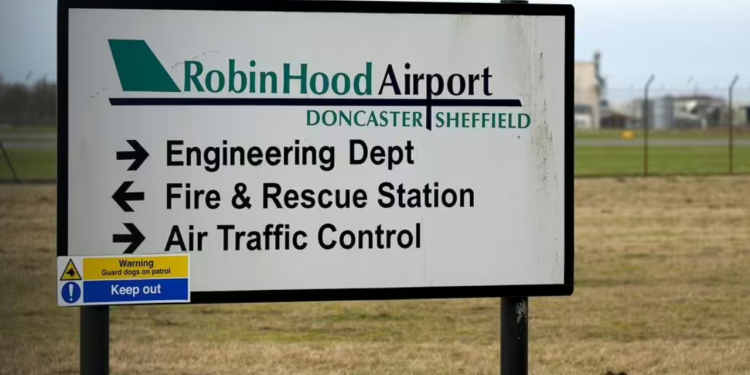 RobinHood Airport
DONCASTER SHEFFIELD
Engineering Dept
Fire & Rescue Station
Air Traffic Control
Warning
Guard dogs on patrol
Keep out